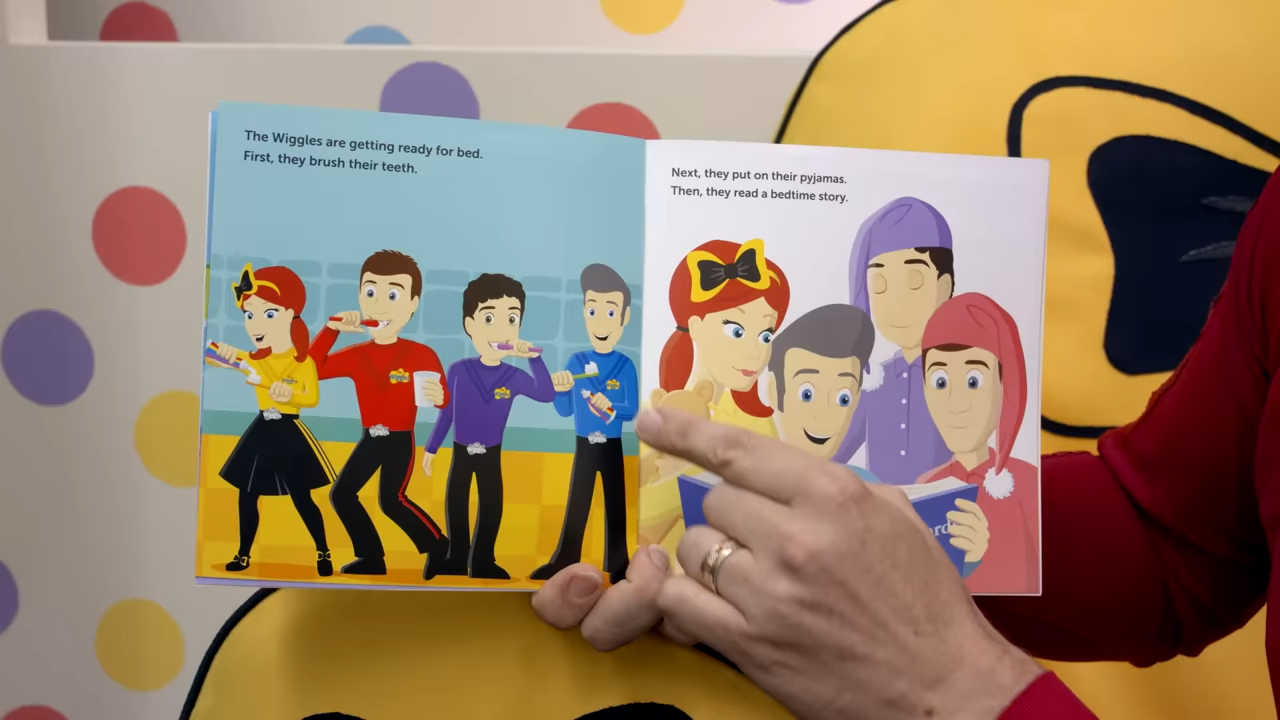 The Wiggles are getting ready for bed.
First, they brush their teeth.
Next, they put on their pyjamas.
Then, they read a bedtime story.